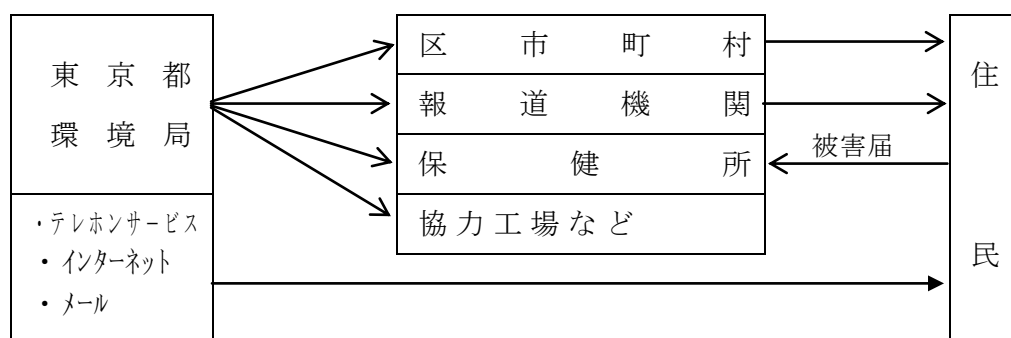 東京都
環境局
・テレホンサービス
・インターネット
・メール
区市町村
報道機関
保健所
協力工場など
被害届
住民